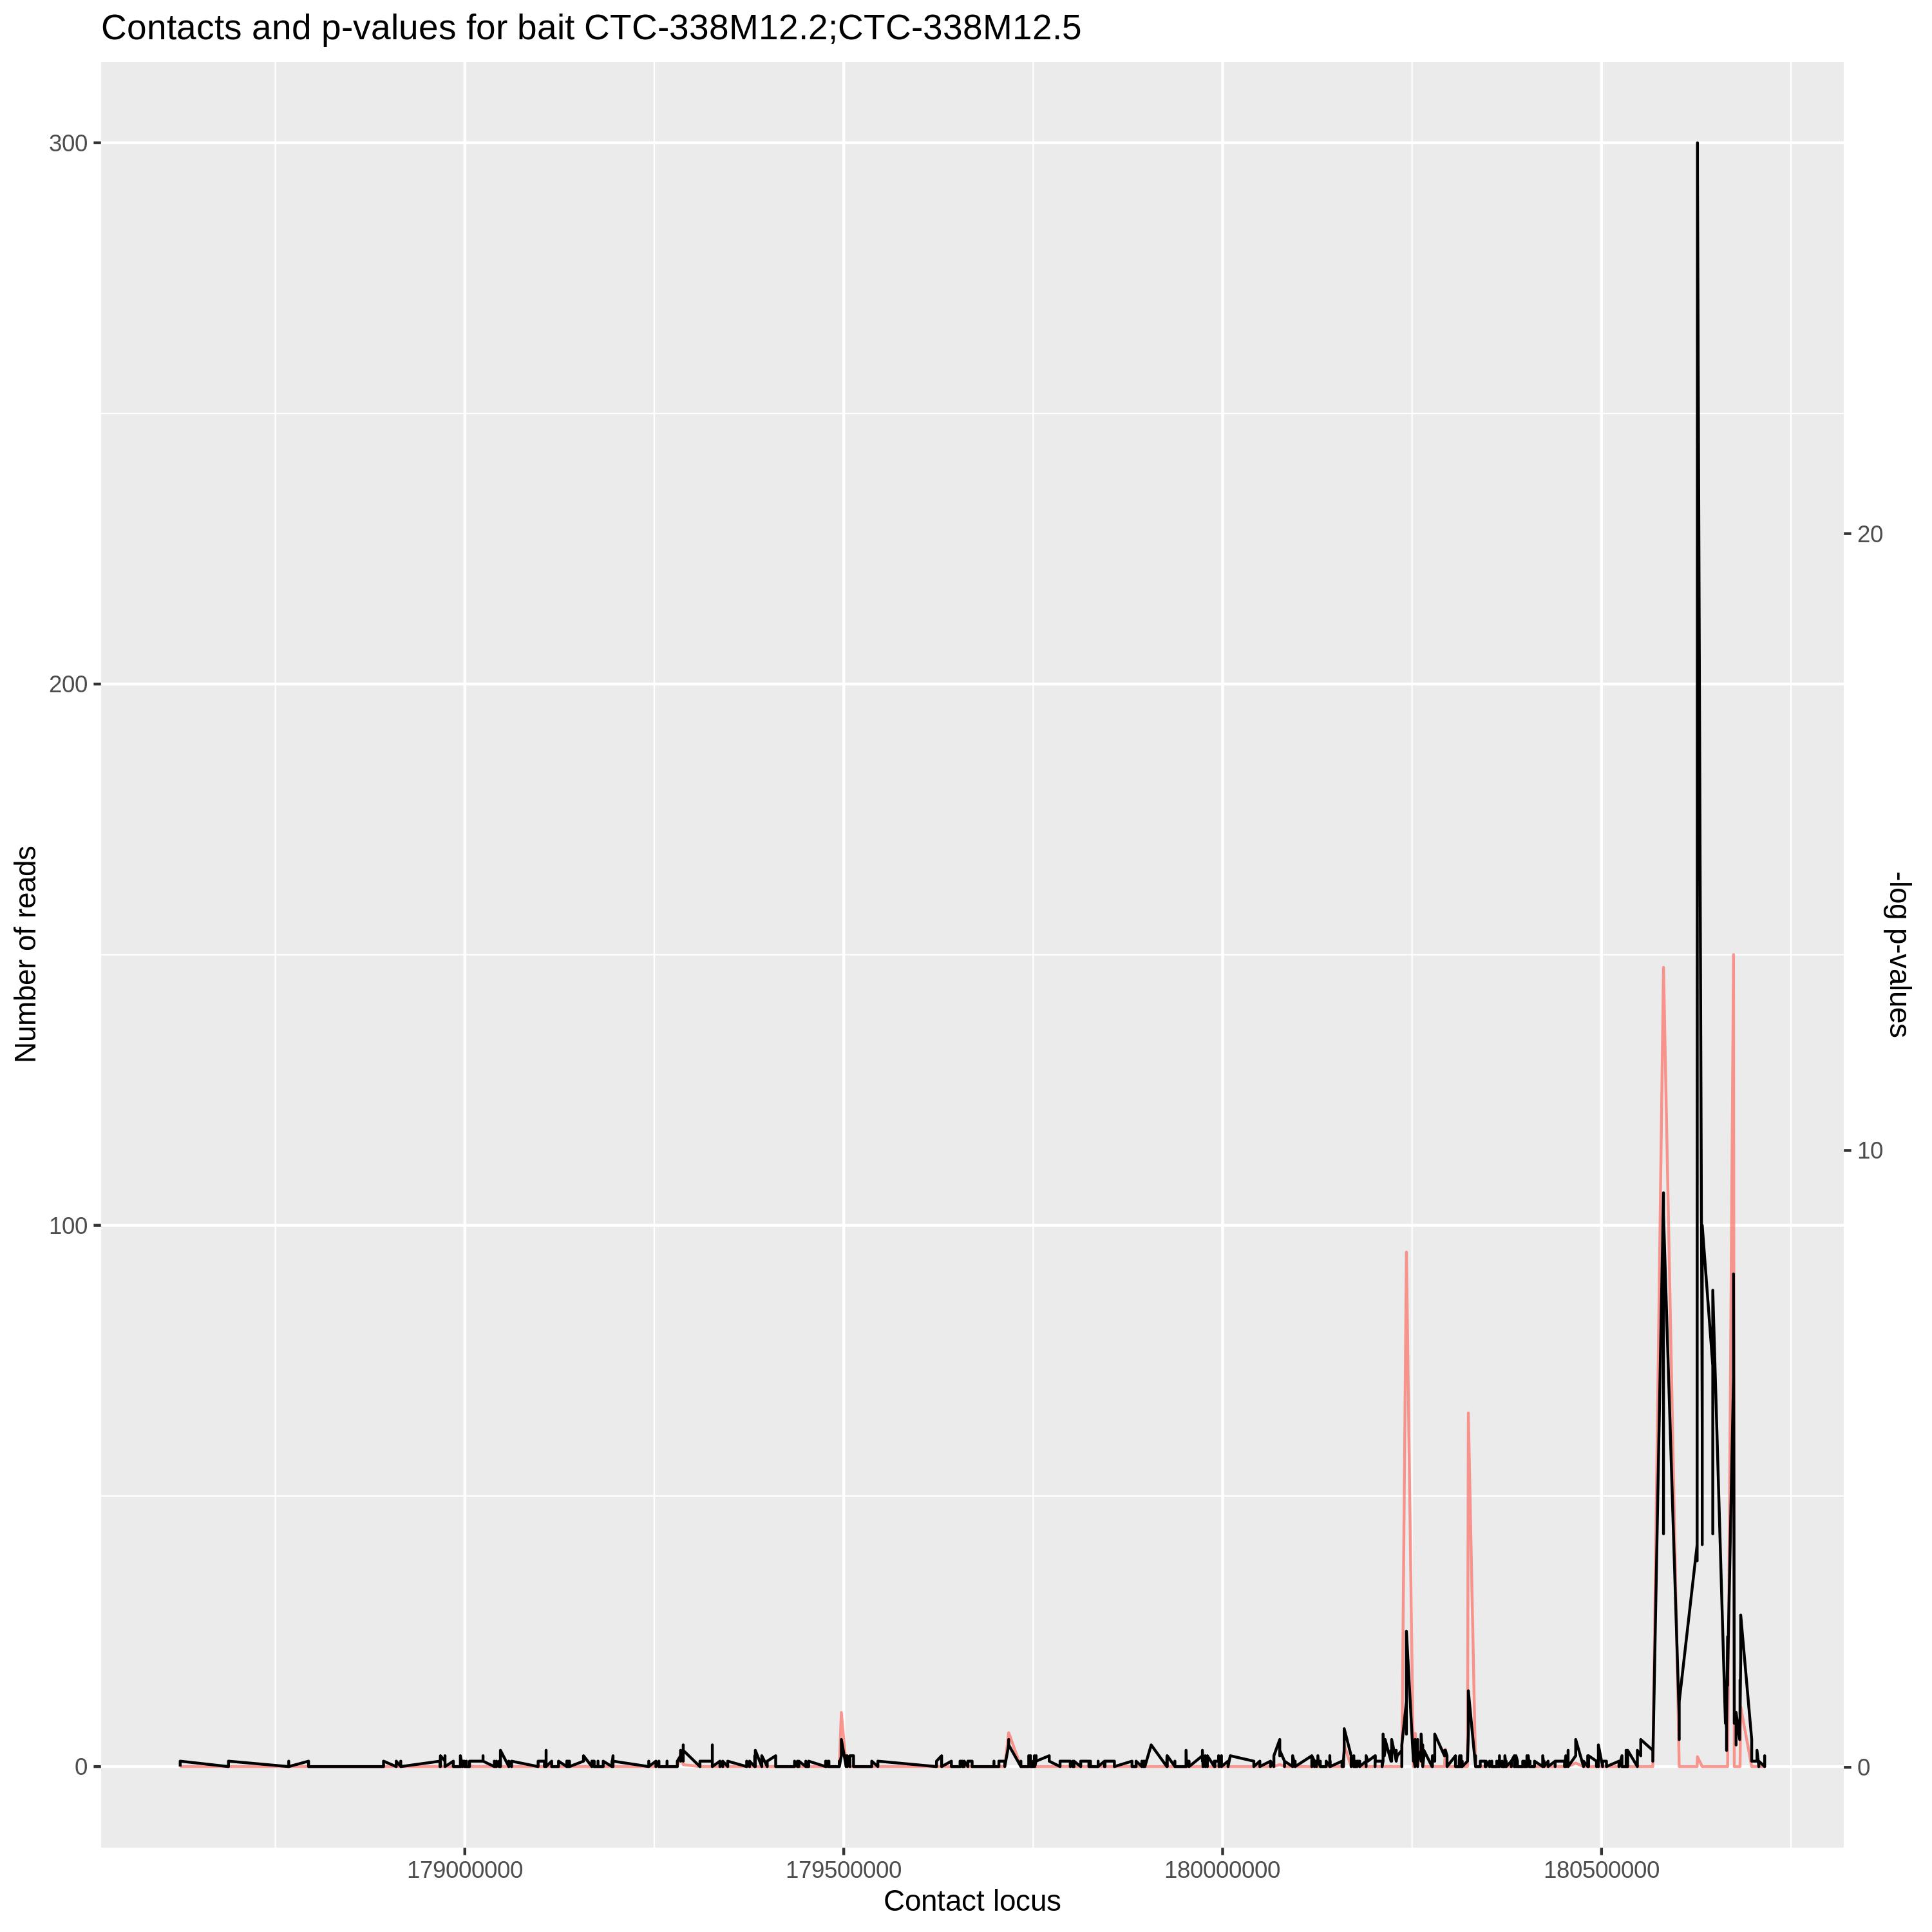 Contacts and p-values for bait CTC-338M12.2;CTC-338M12.5
300
200
100
0
Number of reads
20
10
0
-log p-values
179000000
179500000
180000000
180500000
Contact locus